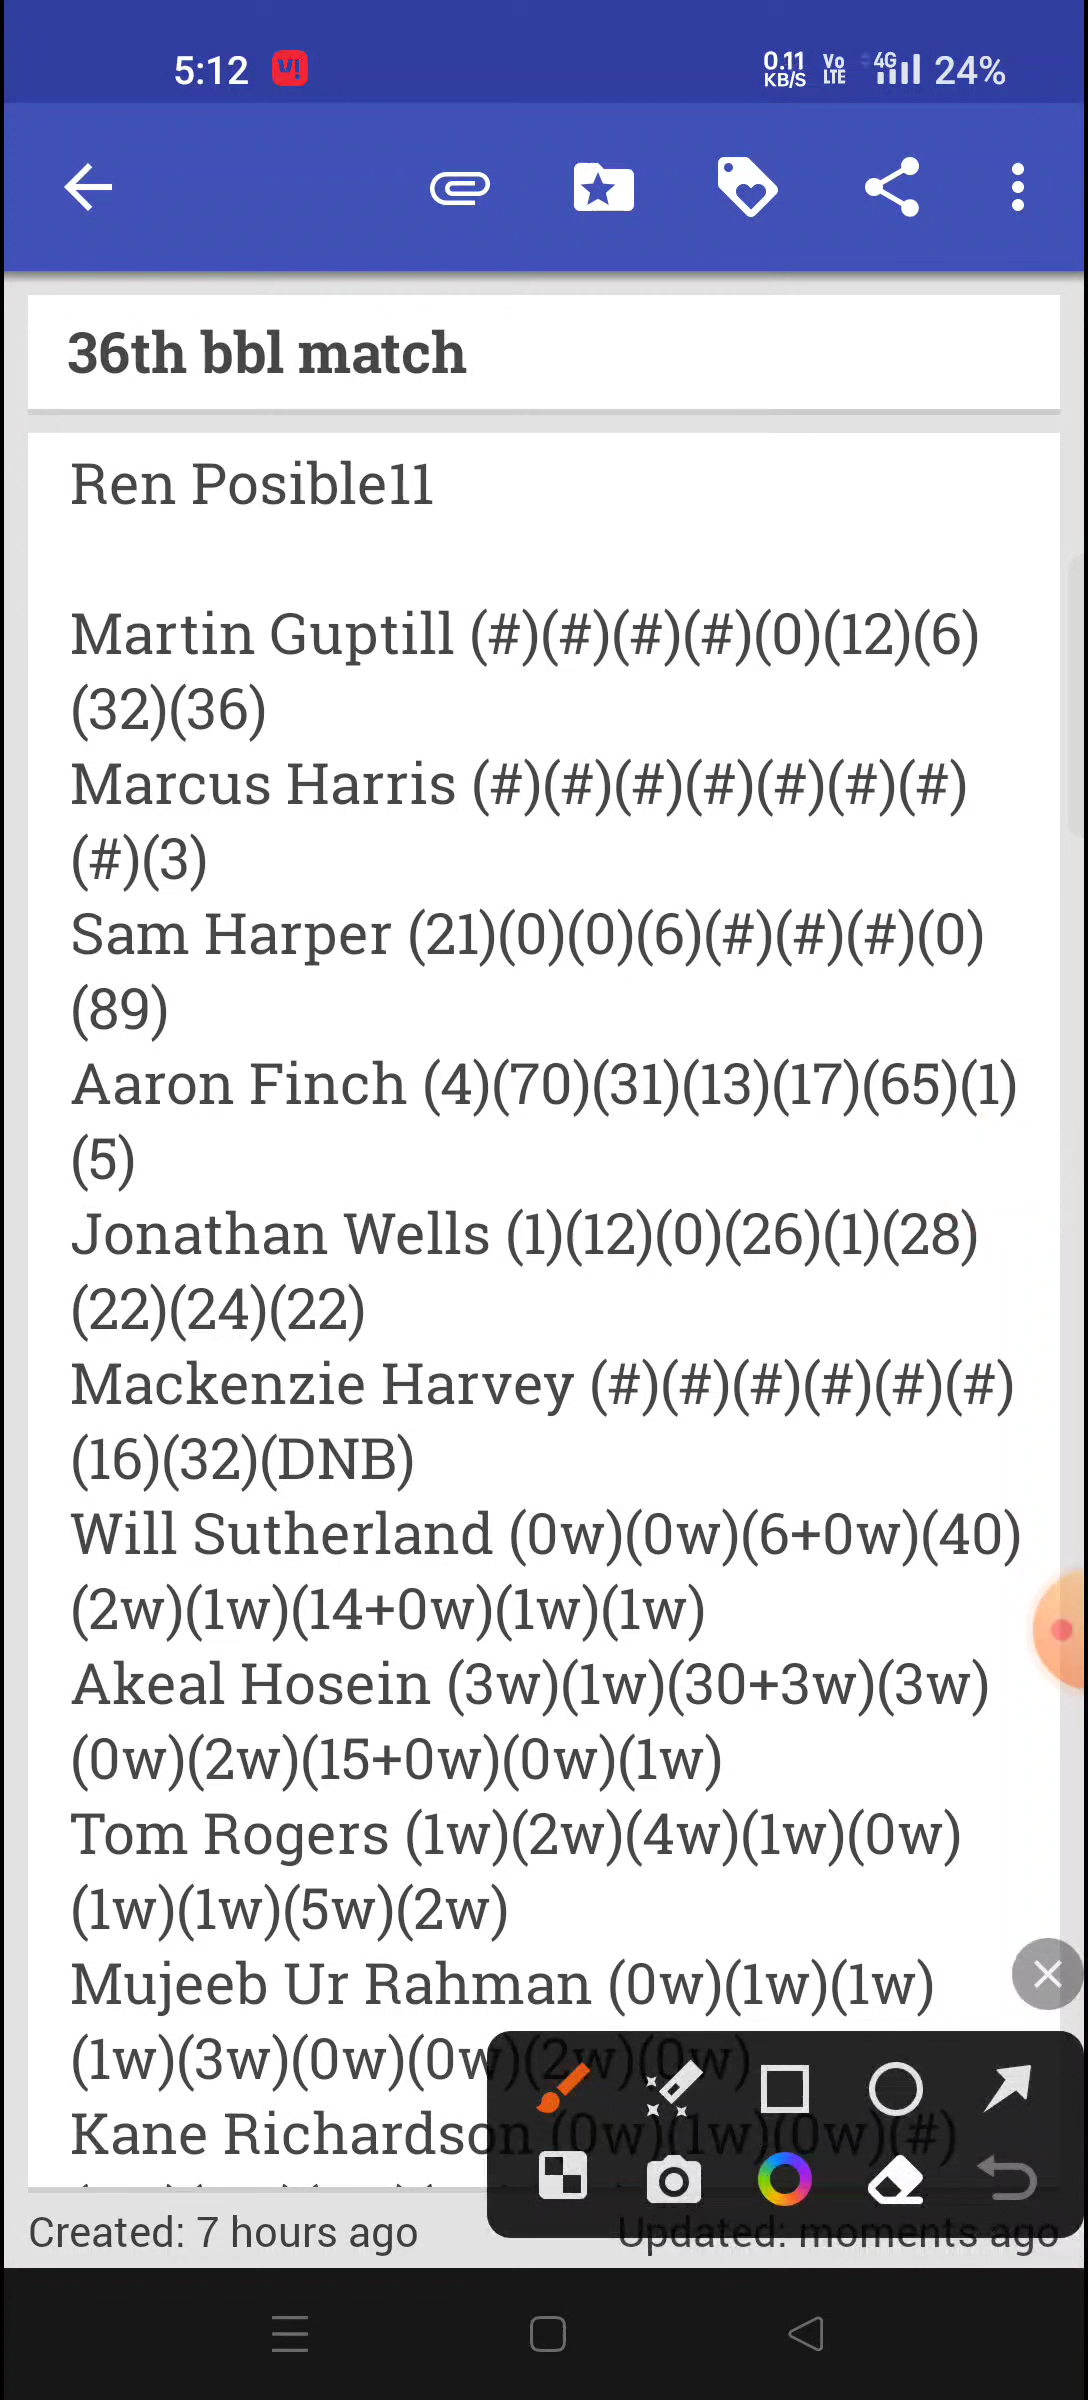 5:12 V! 0.11 KB/S Vo LTE 4G 24%
36th bbl match
Ren Posible11
Martin Guptill (#)(#)(#)(#)(0)(12)(6)
(32)(36)
Marcus Harris (#)(#)(#)(#)(#)(#)(#)
(#)(3)
Sam Harper (21)(0)(0)(6)(#)(#)(#)(0)
(89)
Aaron Finch (4)(70)(31)(13)(17)(65)(1)
(5)
Jonathan Wells (1)(12)(0)(26)(1)(28)
(22)(24)(22)
Mackenzie Harvey (#)(#)(#)(#)(#)(#)
(16)(32)(DNB)
Will Sutherland (0w)(0w)(6+0w)(40)
(2w)(1w)(14+0w)(1w)(1w)
Akeal Hosein (3w)(1w)(30+3w)(3w)
(0w)(2w)(15+0w)(0w)(1w)
Tom Rogers (1w)(2w)(4w)(1w)(0w)
(1w)(1w)(5w)(2w)
Mujeeb Ur Rahman (0w)(1w)(1w)
(1w)(3w)(0w)(0w)(2w)(0w)
Kane Richardson (0w)(1w)(0w)(#)
Created: 7 hours ago Updated: moments ago